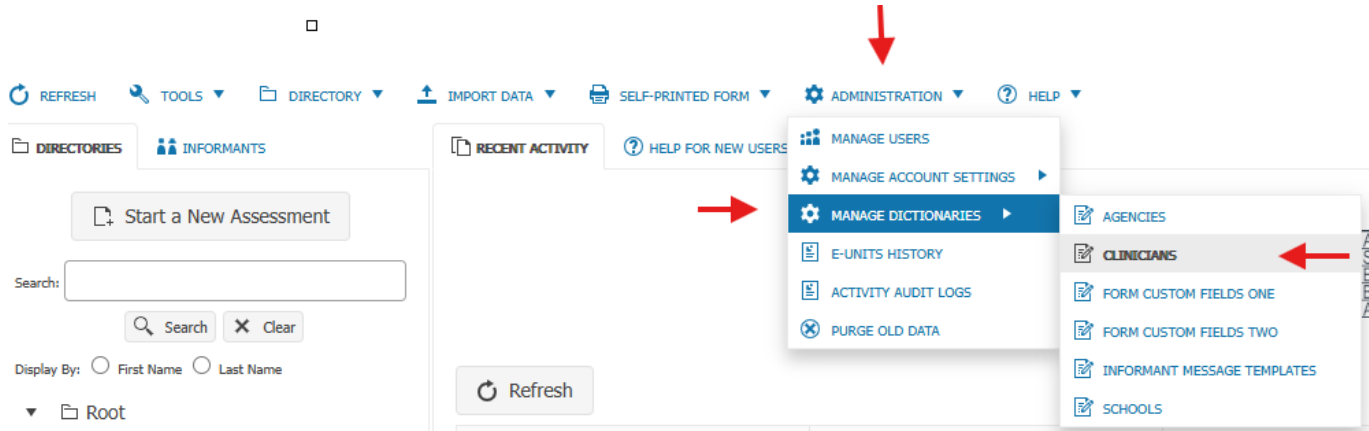 REFRESH TOOLS DIRECTORY IMPORT DATA SELF-PRINTED FORM ADMINISTRATION HELP
DIRECTORIES INFORMANTS
RECENT ACTIVITY HELP FOR NEW USERS
MANAGE USERS
MANAGE ACCOUNT SETTINGS
MANAGE DICTIONARIES
E-UNITS HISTORY
ACTIVITY AUDIT LOGS
PURGE OLD DATA
AGENCIES
CLINICIANS
FORM CUSTOM FIELDS ONE
FORM CUSTOM FIELDS TWO
INFORMANT MESSAGE TEMPLATES
SCHOOLS
Start a New Assessment
Search:
Search Clear
Display By: First Name Last Name
Root
Refresh